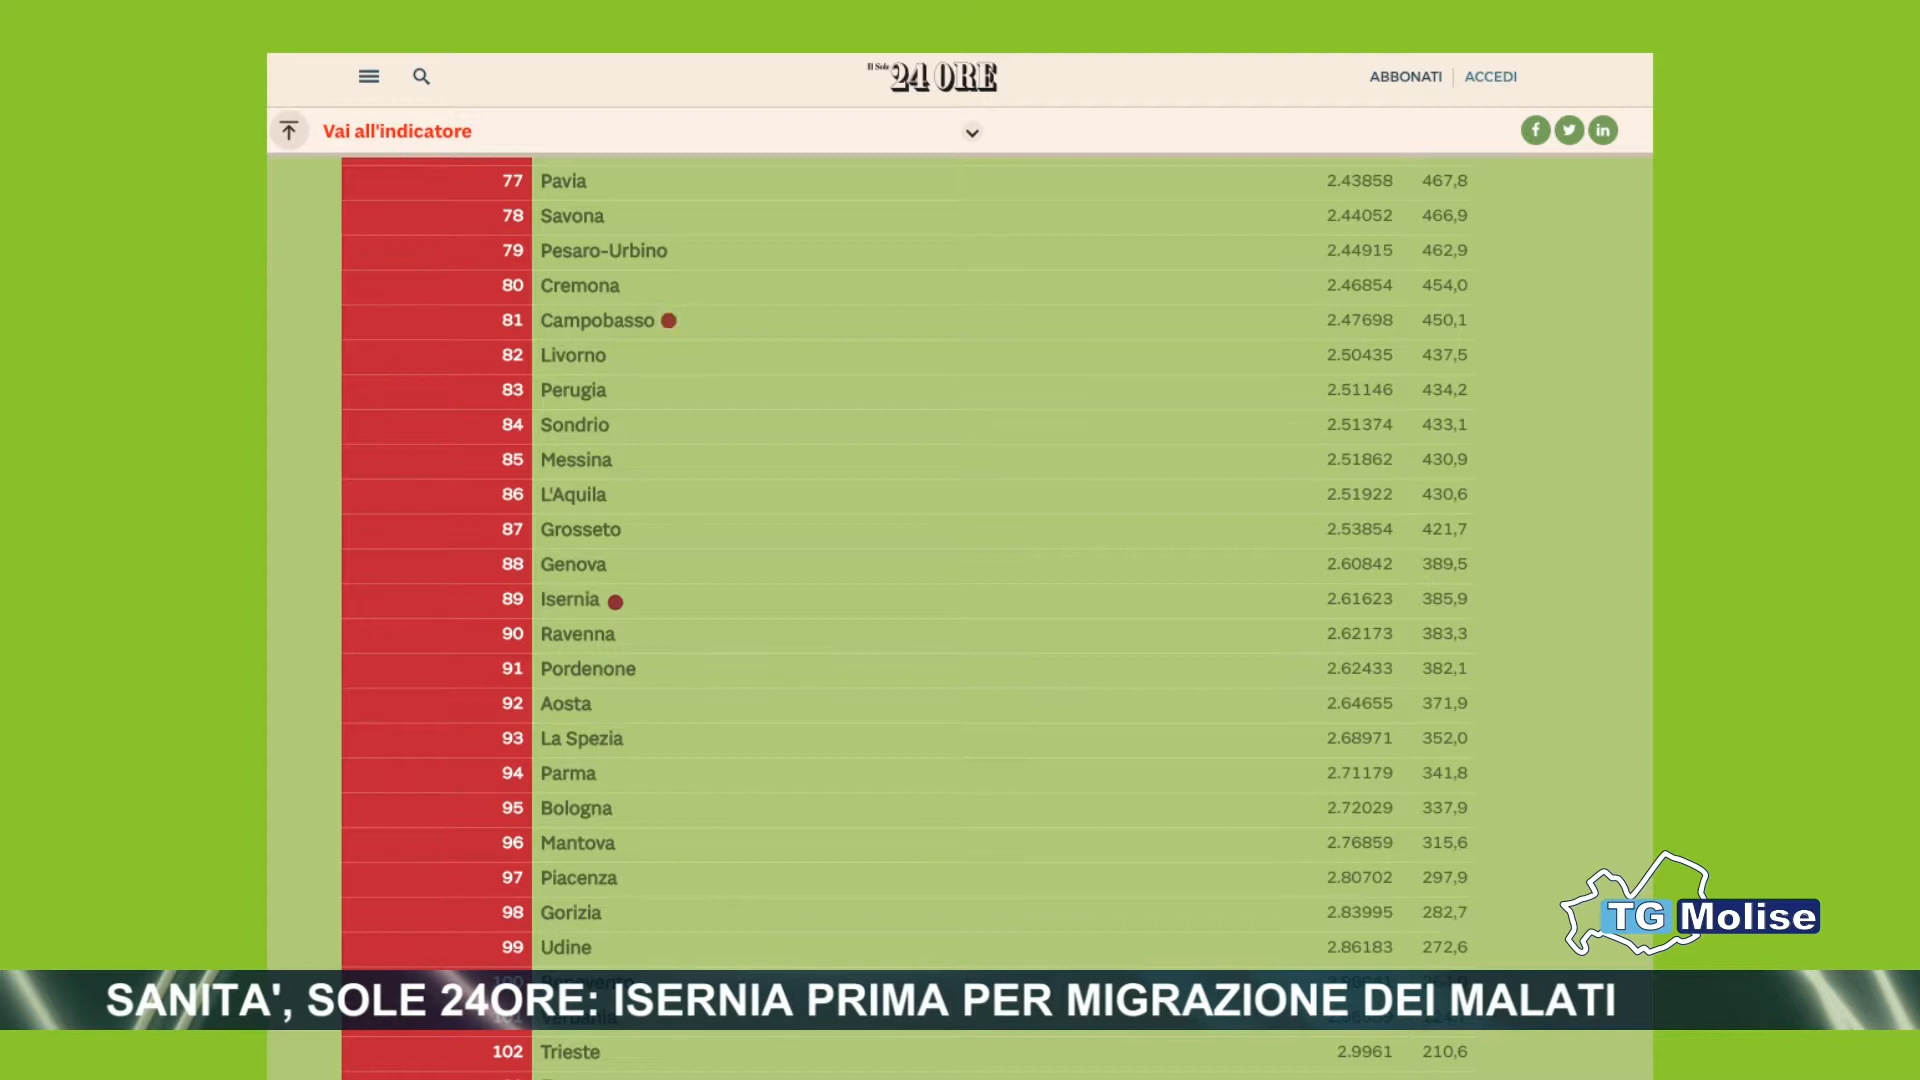 Il Sole 24 ORE
ABBONATI ACCEDI
Vai all'indicatore
77 Pavia 2.43858 467,8
78 Savona 2.44052 466,9
79 Pesaro-Urbino 2.44915 462,9
80 Cremona 2.46854 454,0
81 Campobasso 2.47698 450,1
82 Livorno 2.50435 437,5
83 Perugia 2.51146 434,2
84 Sondrio 2.51374 433,1
85 Messina 2.51862 430,9
86 L'Aquila 2.51922 430,6
87 Grosseto 2.53854 421,7
88 Genova 2.60842 389,5
89 Isernia 2.61623 385,9
90 Ravenna 2.62173 383,3
91 Pordenone 2.62433 382,1
92 Aosta 2.64655 371,9
93 La Spezia 2.68971 352,0
94 Parma 2.71179 341,8
95 Bologna 2.72029 337,9
96 Mantova 2.76859 315,6
97 Piacenza 2.80702 297,9
98 Gorizia 2.83995 282,7
99 Udine 2.86183 272,6
TG Molise
100 Benevento
SANITA', SOLE 24ORE: ISERNIA PRIMA PER MIGRAZIONE DEI MALATI
102 Trieste 2.9961 210,6